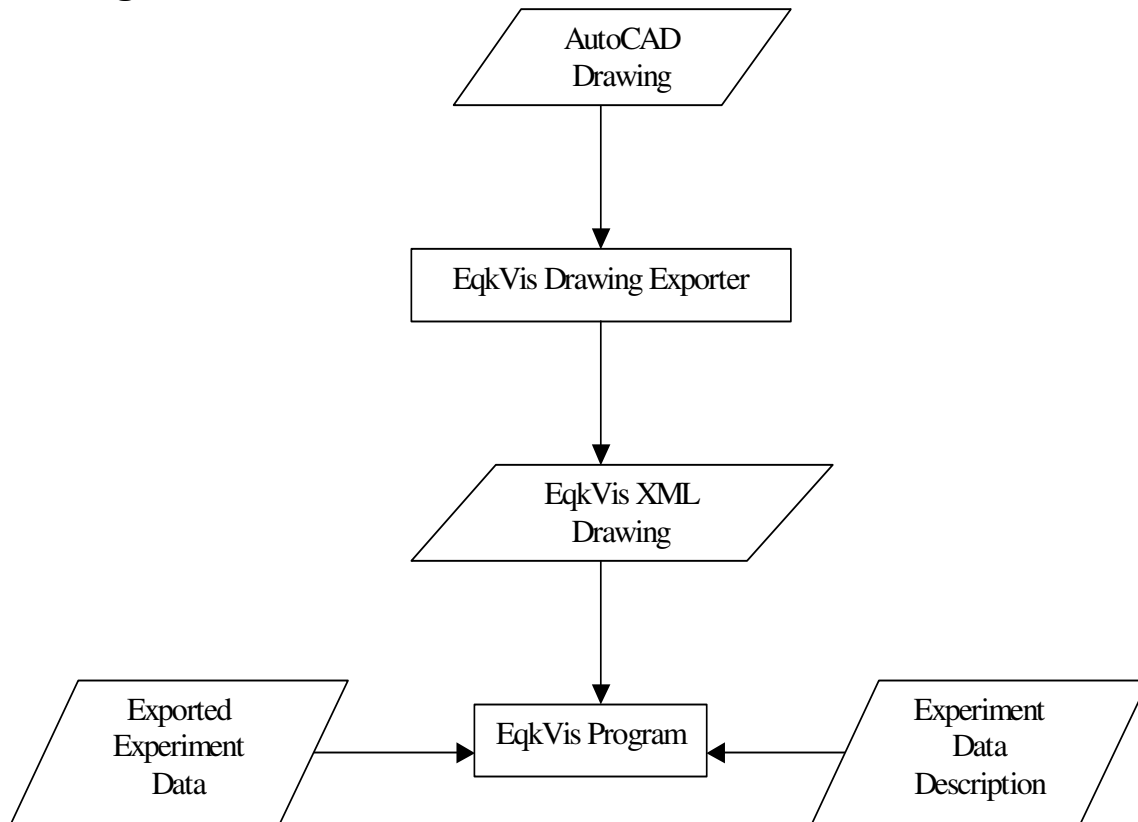 AutoCAD
Drawing
EqkVis Drawing Exporter
EqkVis XML
Drawing
Exported
Experiment
Data
EqkVis Program
Experiment
Data
Description